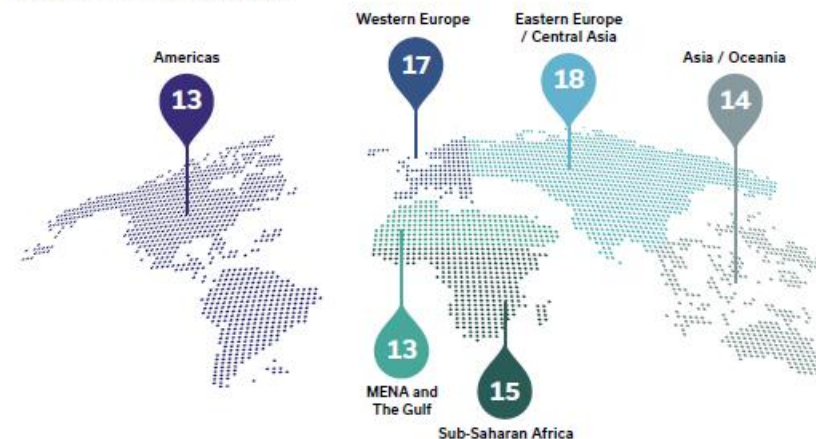 Western Europe
17
Eastern Europe
/ Central Asia
18
Americas
13
Asia / Oceania
14
13
MENA and
The Gulf
15
Sub-Saharan Africa